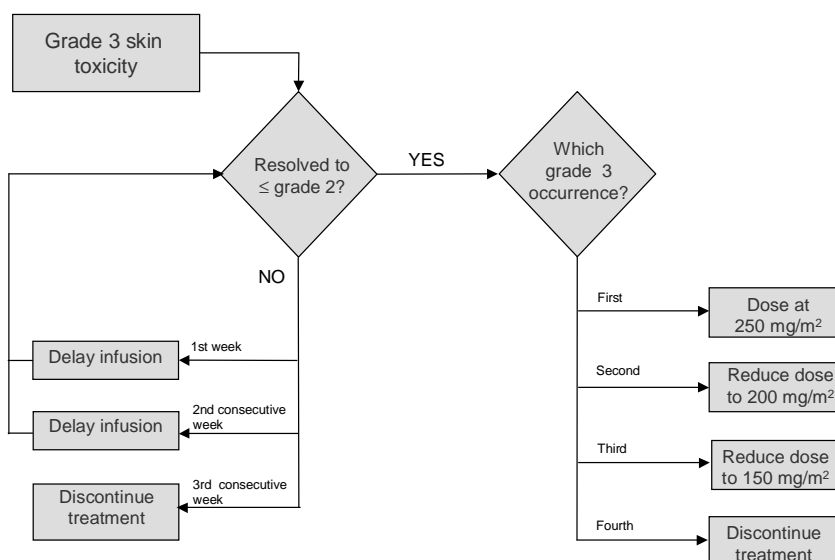 Grade 3 skin
toxicity
Resolved to
≤ grade 2?
YES
Which
grade 3
occurrence?
NO
First
Dose at
250 mg/m²
1st week
Delay infusion
Second
Reduce dose
to 200 mg/m²
2nd consecutive
week
Delay infusion
Third
Reduce dose
to 150 mg/m²
3rd consecutive
week
Discontinue
treatment
Fourth
Discontinue
treatment